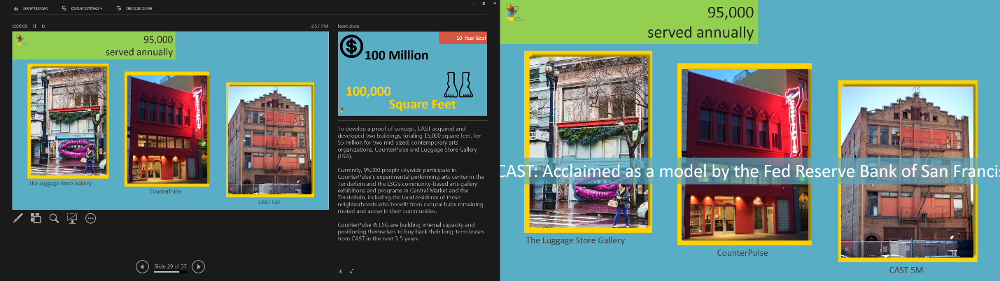 SHOW TASKBAR
DISPLAY SETTINGS ▾
END SLIDE SHOW
0:00:09
3:57 PM
95,000
served annually
The Luggage Store Gallery
CounterPulse
CAST 5M
Slide 29 of 37
Next slide
10 Year Goal
$ 100 Million
100,000
Square Feet
To develop a proof of concept, CAST acquired and
developed two buildings, totaling 15,000 square feet, for
$5 million for two mid-sized, contemporary arts
organizations, CounterPulse and Luggage Store Gallery
(LSG).
Currently, 95,000 people citywide participate in
CounterPulse's experimental performing arts center in the
Tenderloin and the LSG's community-based arts gallery
exhibitions and programs in Central Market and the
Tenderloin, including the local residents of these
neighborhoods who benefit from cultural hubs remaining
rooted and active in their communities.
CounterPulse & LSG are building internal capacity and
positioning themselves to buy back their long-term leases
from CAST in the next 3-5 years.
A
A
95,000
served annually
CAST: Acclaimed as a model by the Fed Reserve Bank of San Francis
The Luggage Store Gallery
CounterPulse
CAST 5M